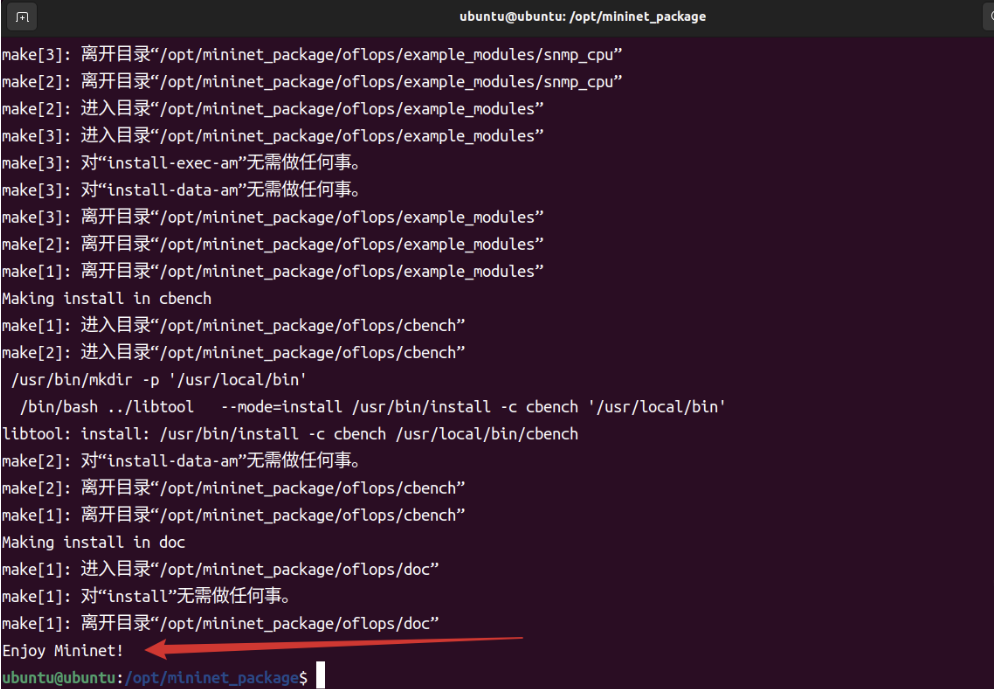 ubuntu@ubuntu: /opt/mininet_package
make[3]: 离开目录“/opt/mininet_package/oflops/example_modules/snmp_cpu”
make[2]: 离开目录“/opt/mininet_package/oflops/example_modules/snmp_cpu”
make[2]: 进入目录“/opt/mininet_package/oflops/example_modules”
make[3]: 进入目录“/opt/mininet_package/oflops/example_modules”
make[3]: 对“install-exec-am”无需做任何事。
make[3]: 对“install-data-am”无需做任何事。
make[3]: 离开目录“/opt/mininet_package/oflops/example_modules”
make[2]: 离开目录“/opt/mininet_package/oflops/example_modules”
make[1]: 离开目录“/opt/mininet_package/oflops/example_modules”
Making install in cbench
make[1]: 进入目录“/opt/mininet_package/oflops/cbench”
make[2]: 进入目录“/opt/mininet_package/oflops/cbench”
 /usr/bin/mkdir -p '/usr/local/bin'
  /bin/bash ../libtool   --mode=install /usr/bin/install -c cbench '/usr/local/bin'
libtool: install: /usr/bin/install -c cbench /usr/local/bin/cbench
make[2]: 对“install-data-am”无需做任何事。
make[2]: 离开目录“/opt/mininet_package/oflops/cbench”
make[1]: 离开目录“/opt/mininet_package/oflops/cbench”
Making install in doc
make[1]: 进入目录“/opt/mininet_package/oflops/doc”
make[1]: 对“install”无需做任何事。
make[1]: 离开目录“/opt/mininet_package/oflops/doc”
Enjoy Mininet!
ubuntu@ubuntu:/opt/mininet_package$